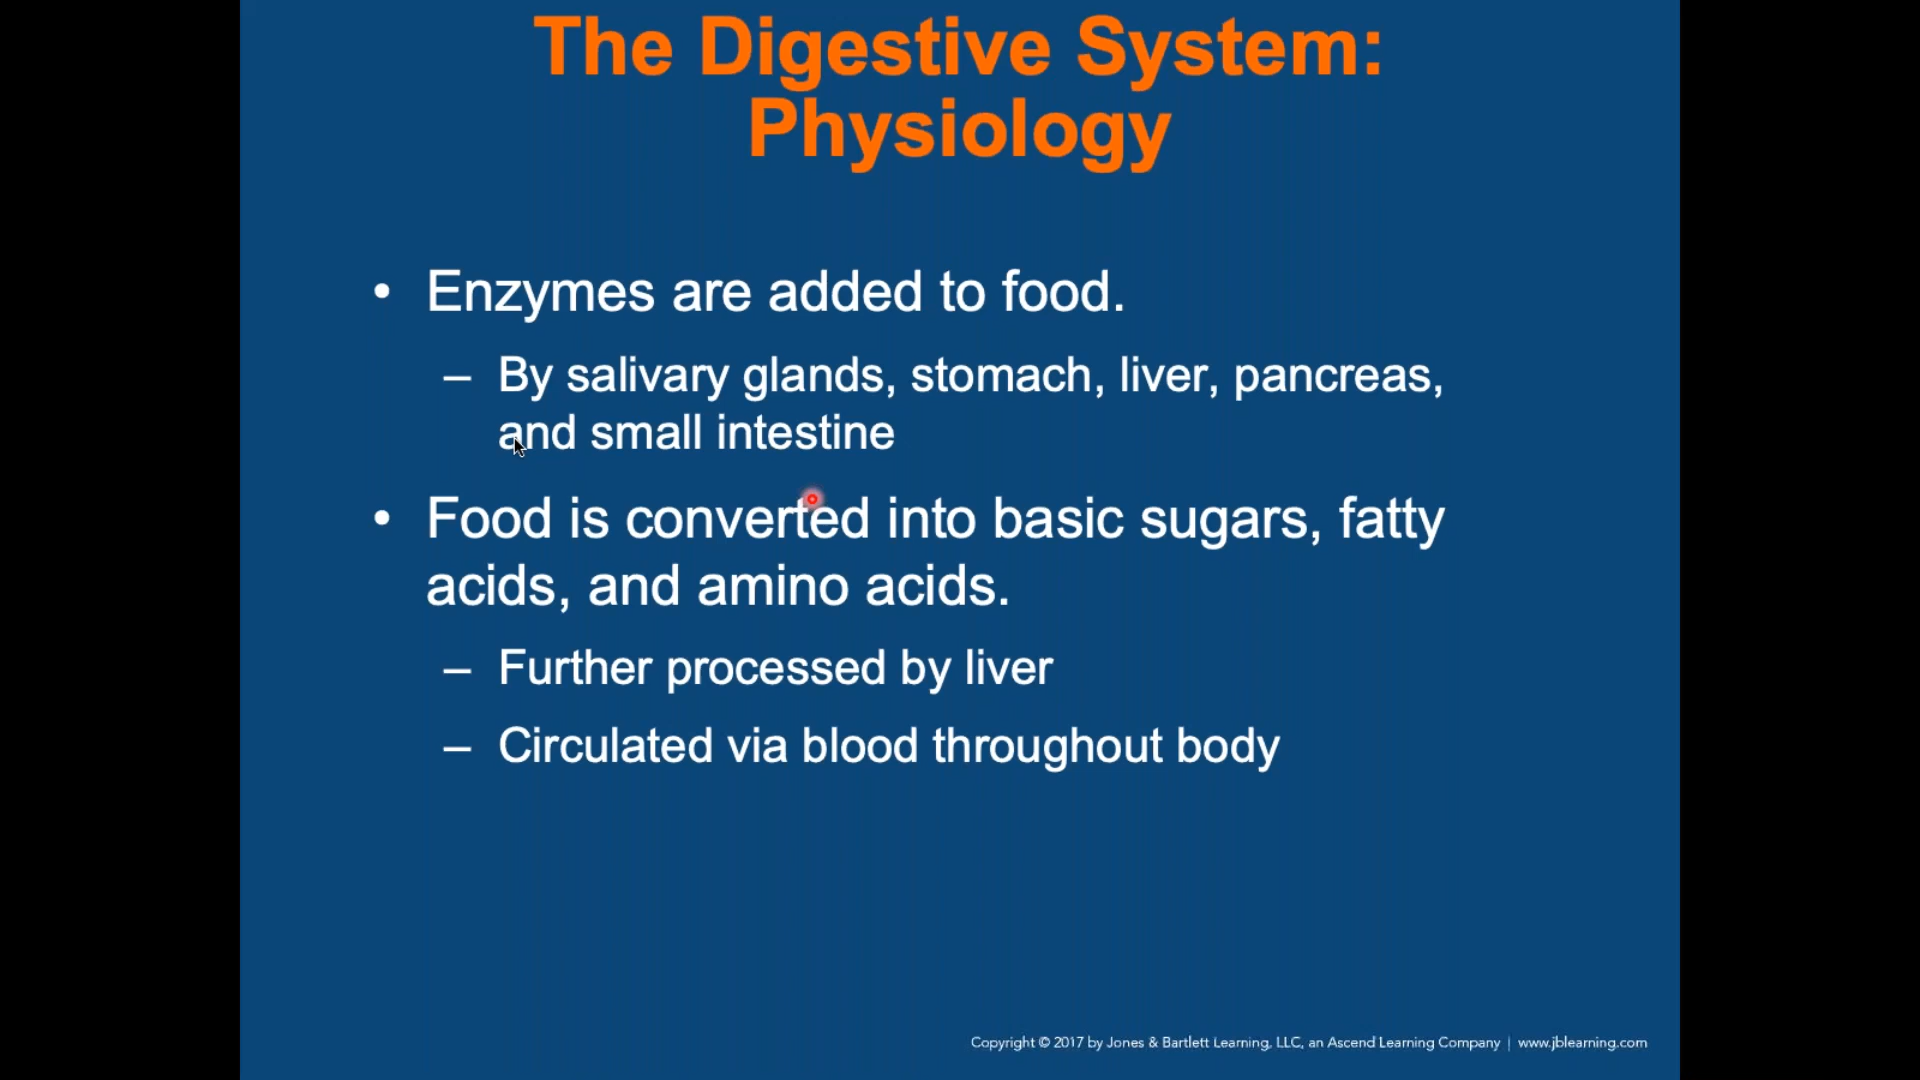 The Digestive System:
Physiology
• Enzymes are added to food.
– By salivary glands, stomach, liver, pancreas,
and small intestine
• Food is converted into basic sugars, fatty
acids, and amino acids.
– Further processed by liver
– Circulated via blood throughout body
Copyright © 2017 by Jones & Bartlett Learning, LLC, an Ascend Learning Company | www.jblearning.com